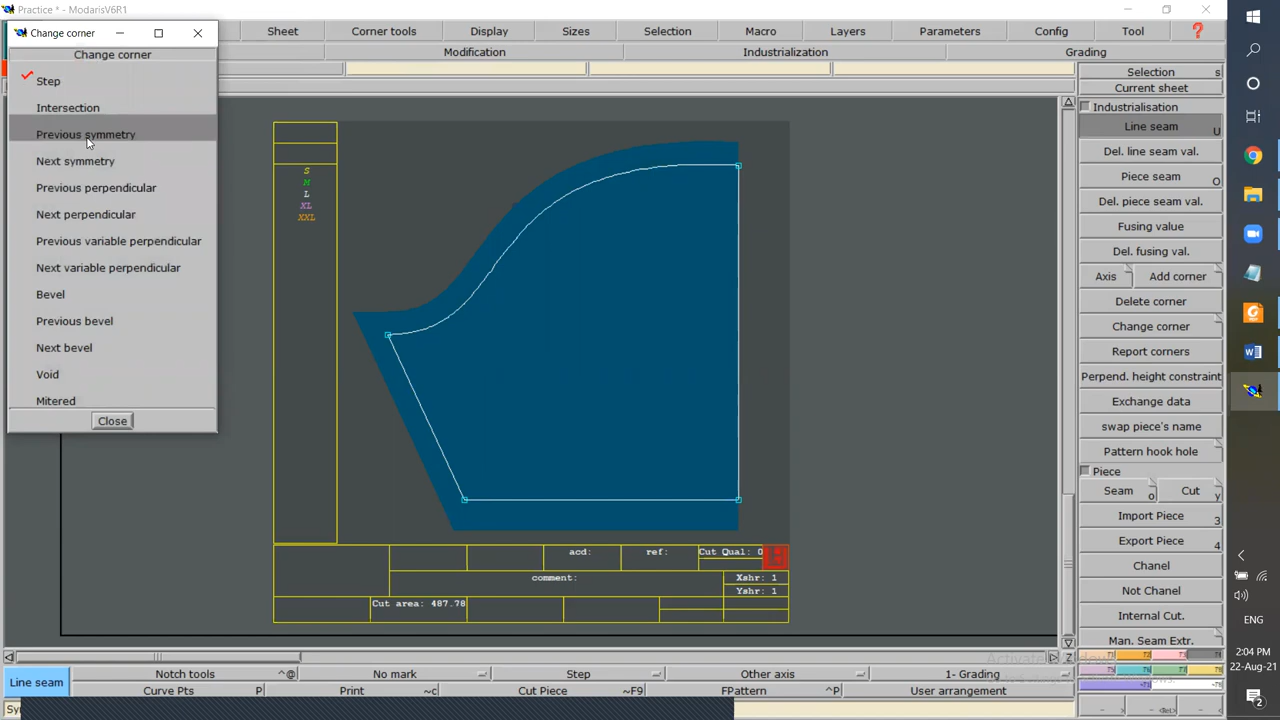 Practice * - ModarisV6R1
Change corner
Sheet
Corner tools
Display
Sizes
Selection
Macro
Layers
Parameters
Config
Tool
Modification
Industrialization
Grading
Change corner
Step
Intersection
Previous symmetry
Next symmetry
Previous perpendicular
Next perpendicular
Previous variable perpendicular
Next variable perpendicular
Bevel
Previous bevel
Next bevel
Void
Mitered
Close
S
M
L
XL
XXL
acd:
ref:
Cut Qual: 0
comment:
Xshr: 1
Yshr: 1
Cut area: 487.78
Selection s
Current sheet
Industrialisation
Line seam U
Del. line seam val.
Piece seam O
Del. piece seam val.
Fusing value
Del. fusing val.
Axis
Add corner
Delete corner
Change corner
Report corners
Perpend. height constraint
Exchange data
swap piece's name
Pattern hook hole
Piece
Seam o
Cut y
Import Piece 3
Export Piece 4
Chanel
Not Chanel
Internal Cut.
Man. Seam Extr.
Z
Line seam
Notch tools ^@
No mark
Step
Other axis
1- Grading
Curve Pts P
Print ~c
Cut Piece ~F9
FPattern ^P
User arrangement
ENG
2:04 PM
22-Aug-21
2